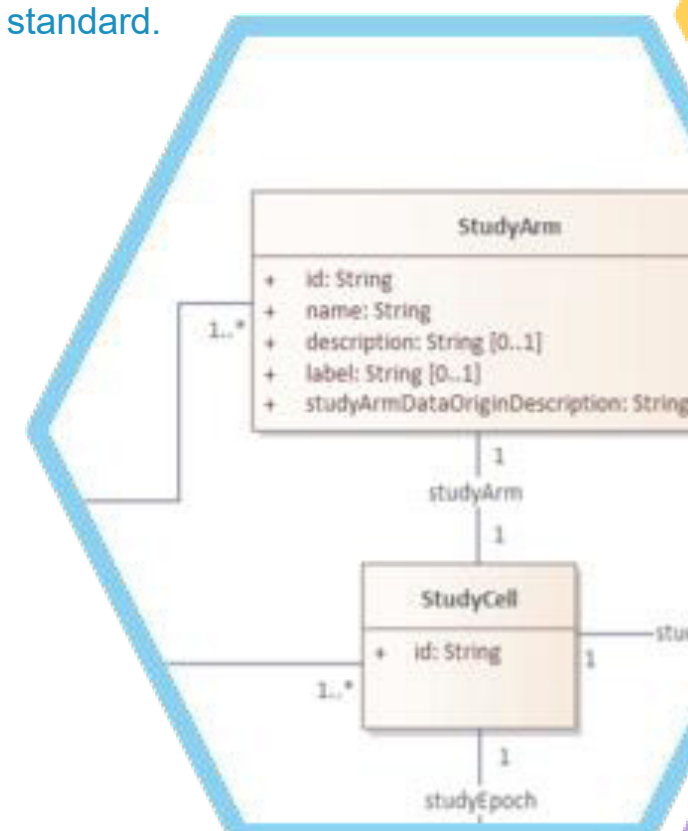 standard.
StudyArm
+ id: String
+ name: String
+ description: String [0..1]
+ label: String [0..1]
+ studyArmDataOriginDescription: String
1..*
1
studyArm
1
StudyCell
+ id: String
1
1..*
1
studyEpoch